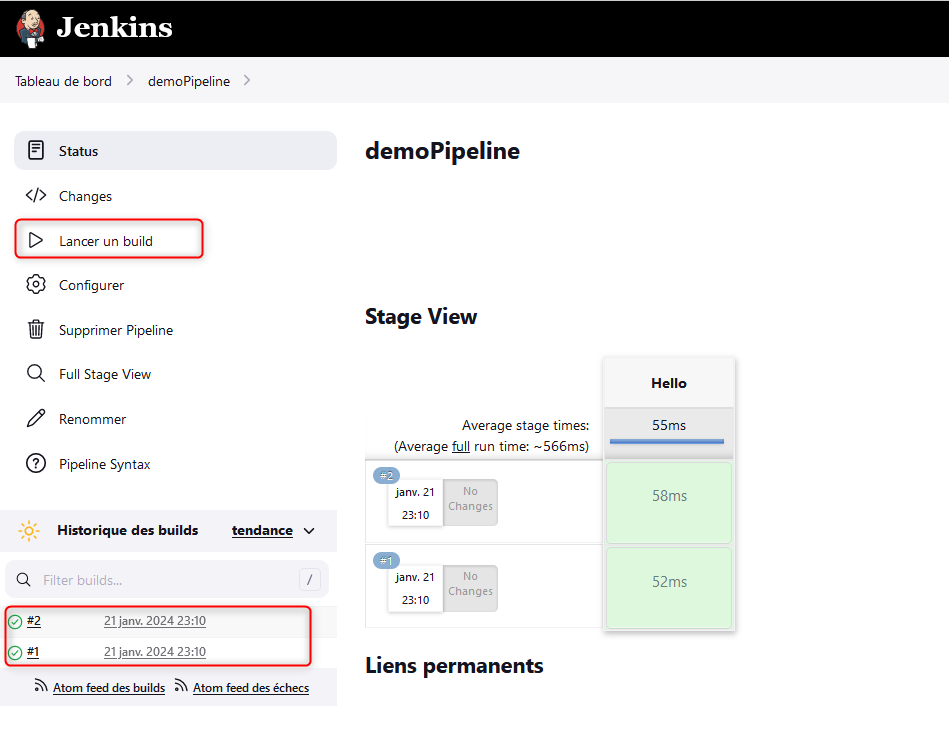 Jenkins
Tableau de bord
demoPipeline
Status
Changes
Lancer un build
Configurer
Supprimer Pipeline
Full Stage View
Renommer
Pipeline Syntax
Historique des builds tendance
Filter builds... /
#2 21 janv. 2024 23:10
#1 21 janv. 2024 23:10
Atom feed des builds Atom feed des échecs
demoPipeline
Stage View
Hello
Average stage times: 55ms
(Average full run time: ~566ms)
#2
janv. 21
23:10
No
Changes
58ms
#1
janv. 21
23:10
No
Changes
52ms
Liens permanents